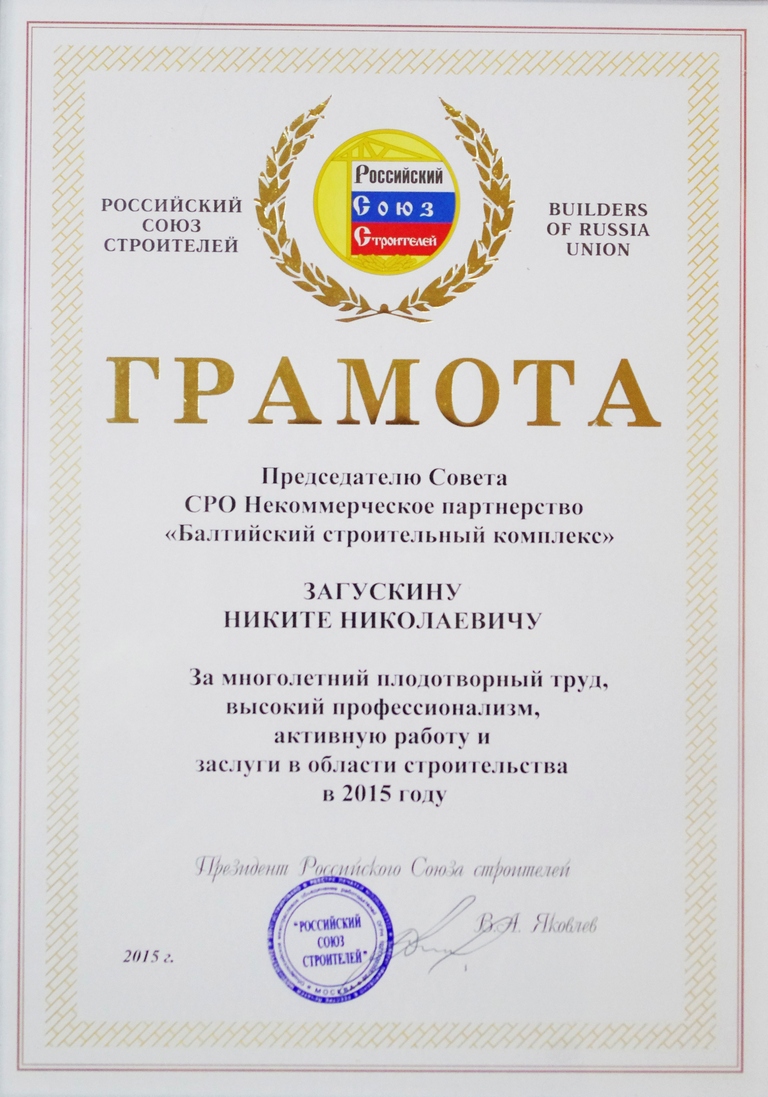 РОССИЙСКИЙ
СОЮЗ
СТРОИТЕЛЕЙ
Российский
Союз
Строителей
BUILDERS
OF RUSSIA
UNION
ГРАМОТА
Председателю Совета
СРО Некоммерческое партнерство
«Балтийский строительный комплекс»
ЗАГУСКИНУ
НИКИТЕ НИКОЛАЕВИЧУ
За многолетний плодотворный труд,
высокий профессионализм,
активную работу и
заслуги в области строительства
в 2015 году
Президент Российского Союза строителей
В.А. Яковлев
"РОССИЙСКИЙ
СОЮЗ
СТРОИТЕЛЕЙ"
МОСКВА
2015 г.